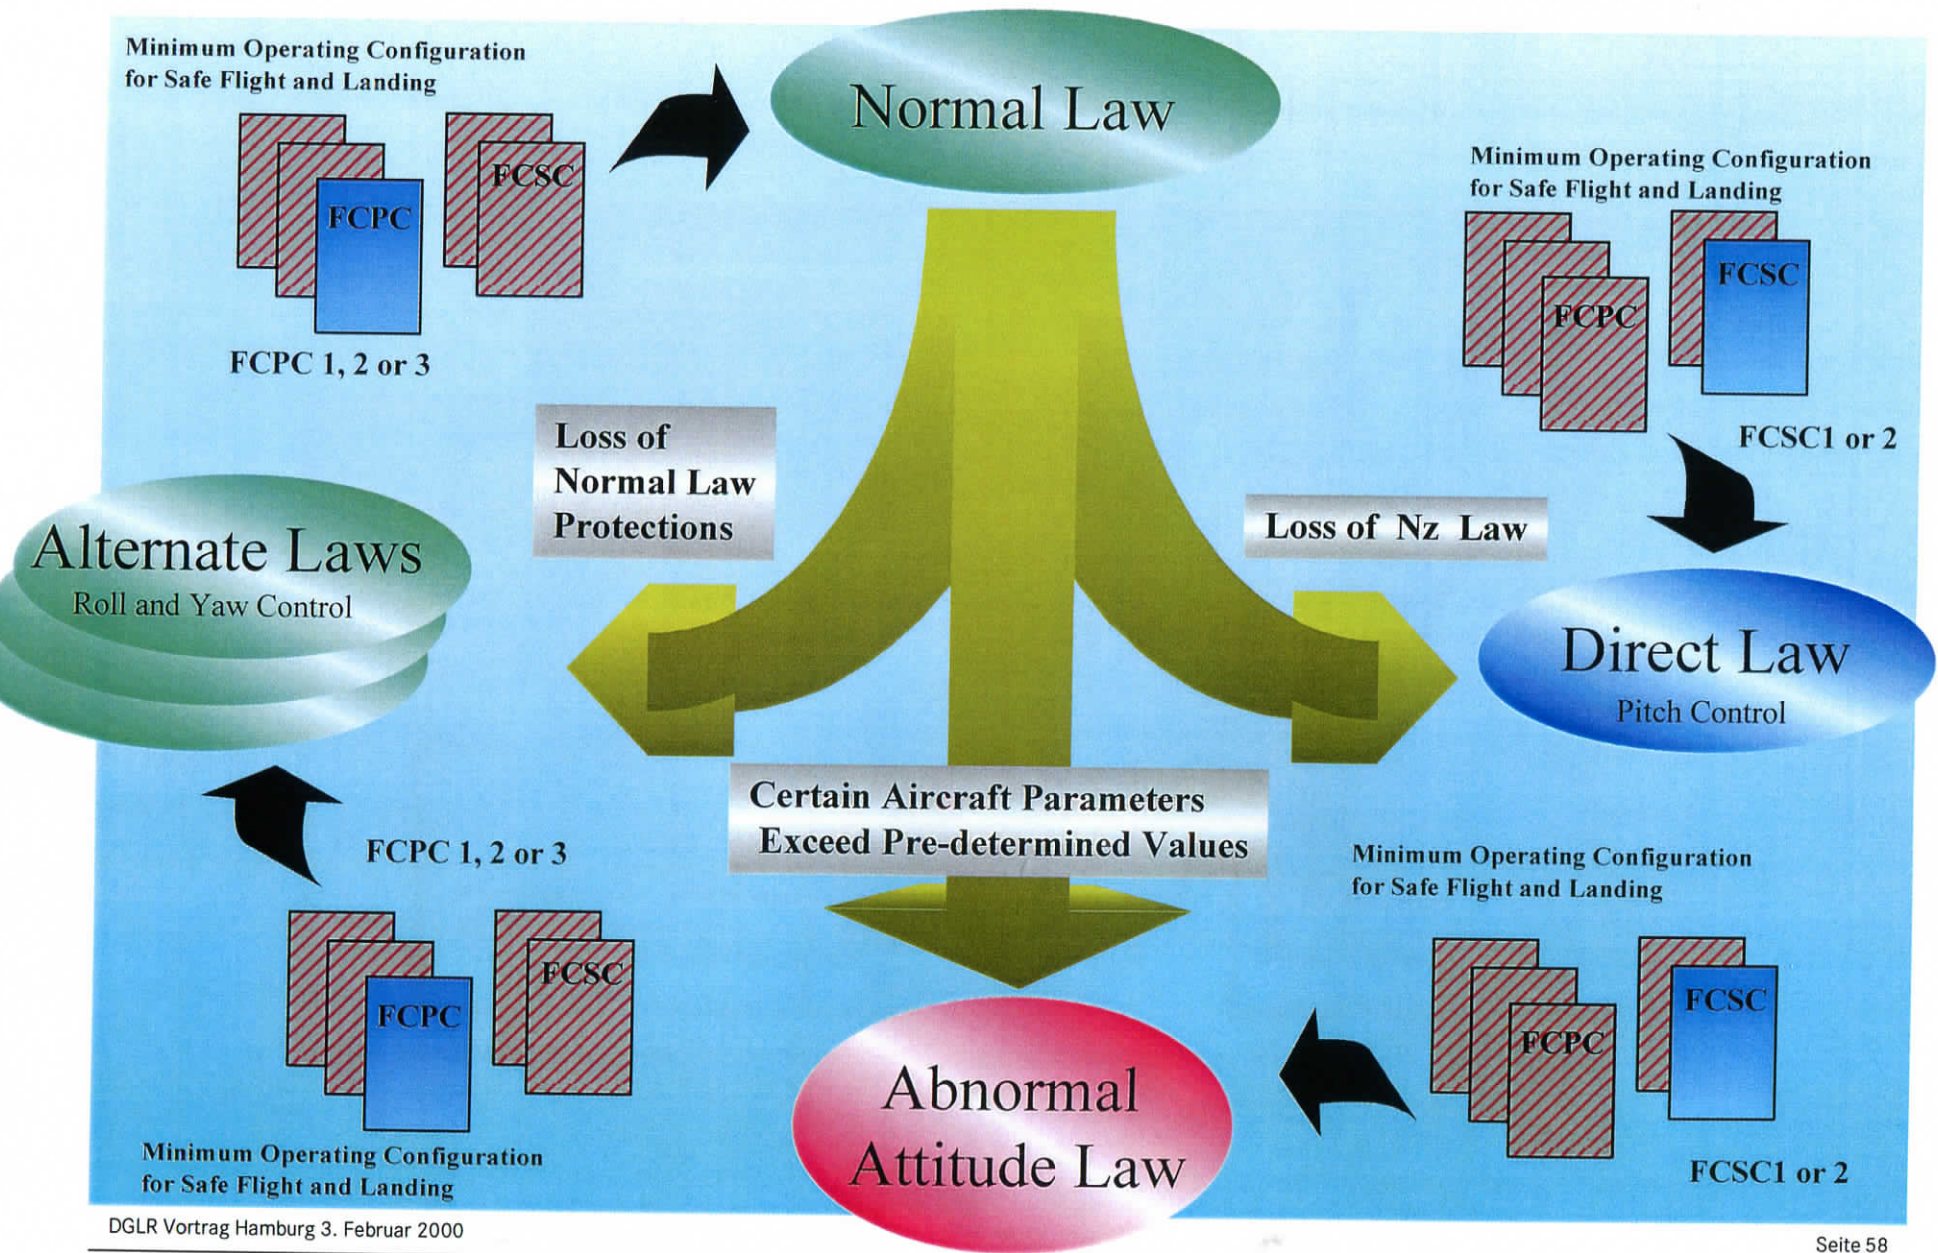 Minimum Operating Configuration
for Safe Flight and Landing
FCPC
FCSC
FCPC 1, 2 or 3
Normal Law
Minimum Operating Configuration
for Safe Flight and Landing
FCPC
FCSC
FCSC1 or 2
Loss of
Normal Law
Protections
Loss of Nz Law
Alternate Laws
Roll and Yaw Control
Direct Law
Pitch Control
Certain Aircraft Parameters
Exceed Pre-determined Values
FCPC 1, 2 or 3
FCPC
FCSC
Minimum Operating Configuration
for Safe Flight and Landing
Minimum Operating Configuration
for Safe Flight and Landing
FCPC
FCSC
FCSC1 or 2
Abnormal
Attitude Law
DGLR Vortrag Hamburg 3. Februar 2000
Seite 58